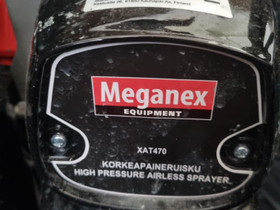 Meganex
EQUIPMENT
XAT470
KORKEAPAINERUISKU
HIGH PRESSURE AIRLESS SPRAYER